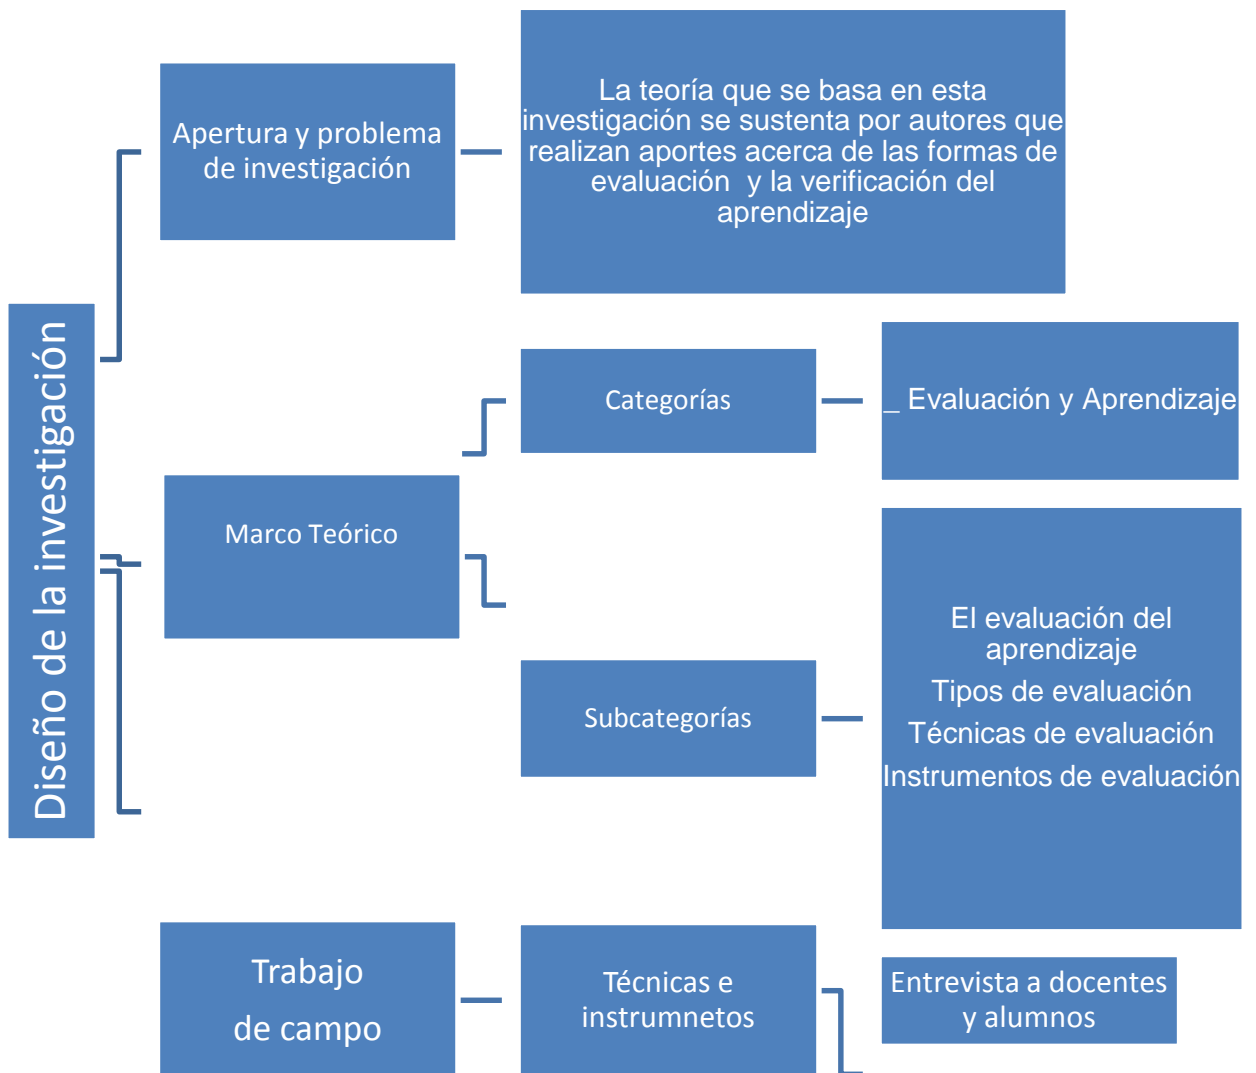 Diseño de la investigación
Apertura y problema
de investigación
La teoría que se basa en esta
investigación se sustenta por autores que
realizan aportes acerca de las formas de
evaluación y la verificación del
aprendizaje
Marco Teórico
Categorías
_ Evaluación y Aprendizaje
Subcategorías
El evaluación del
aprendizaje
Tipos de evaluación
Técnicas de evaluación
Instrumentos de evaluación
Trabajo
de campo
Técnicas e
instrumnetos
Entrevista a docentes
y alumnos